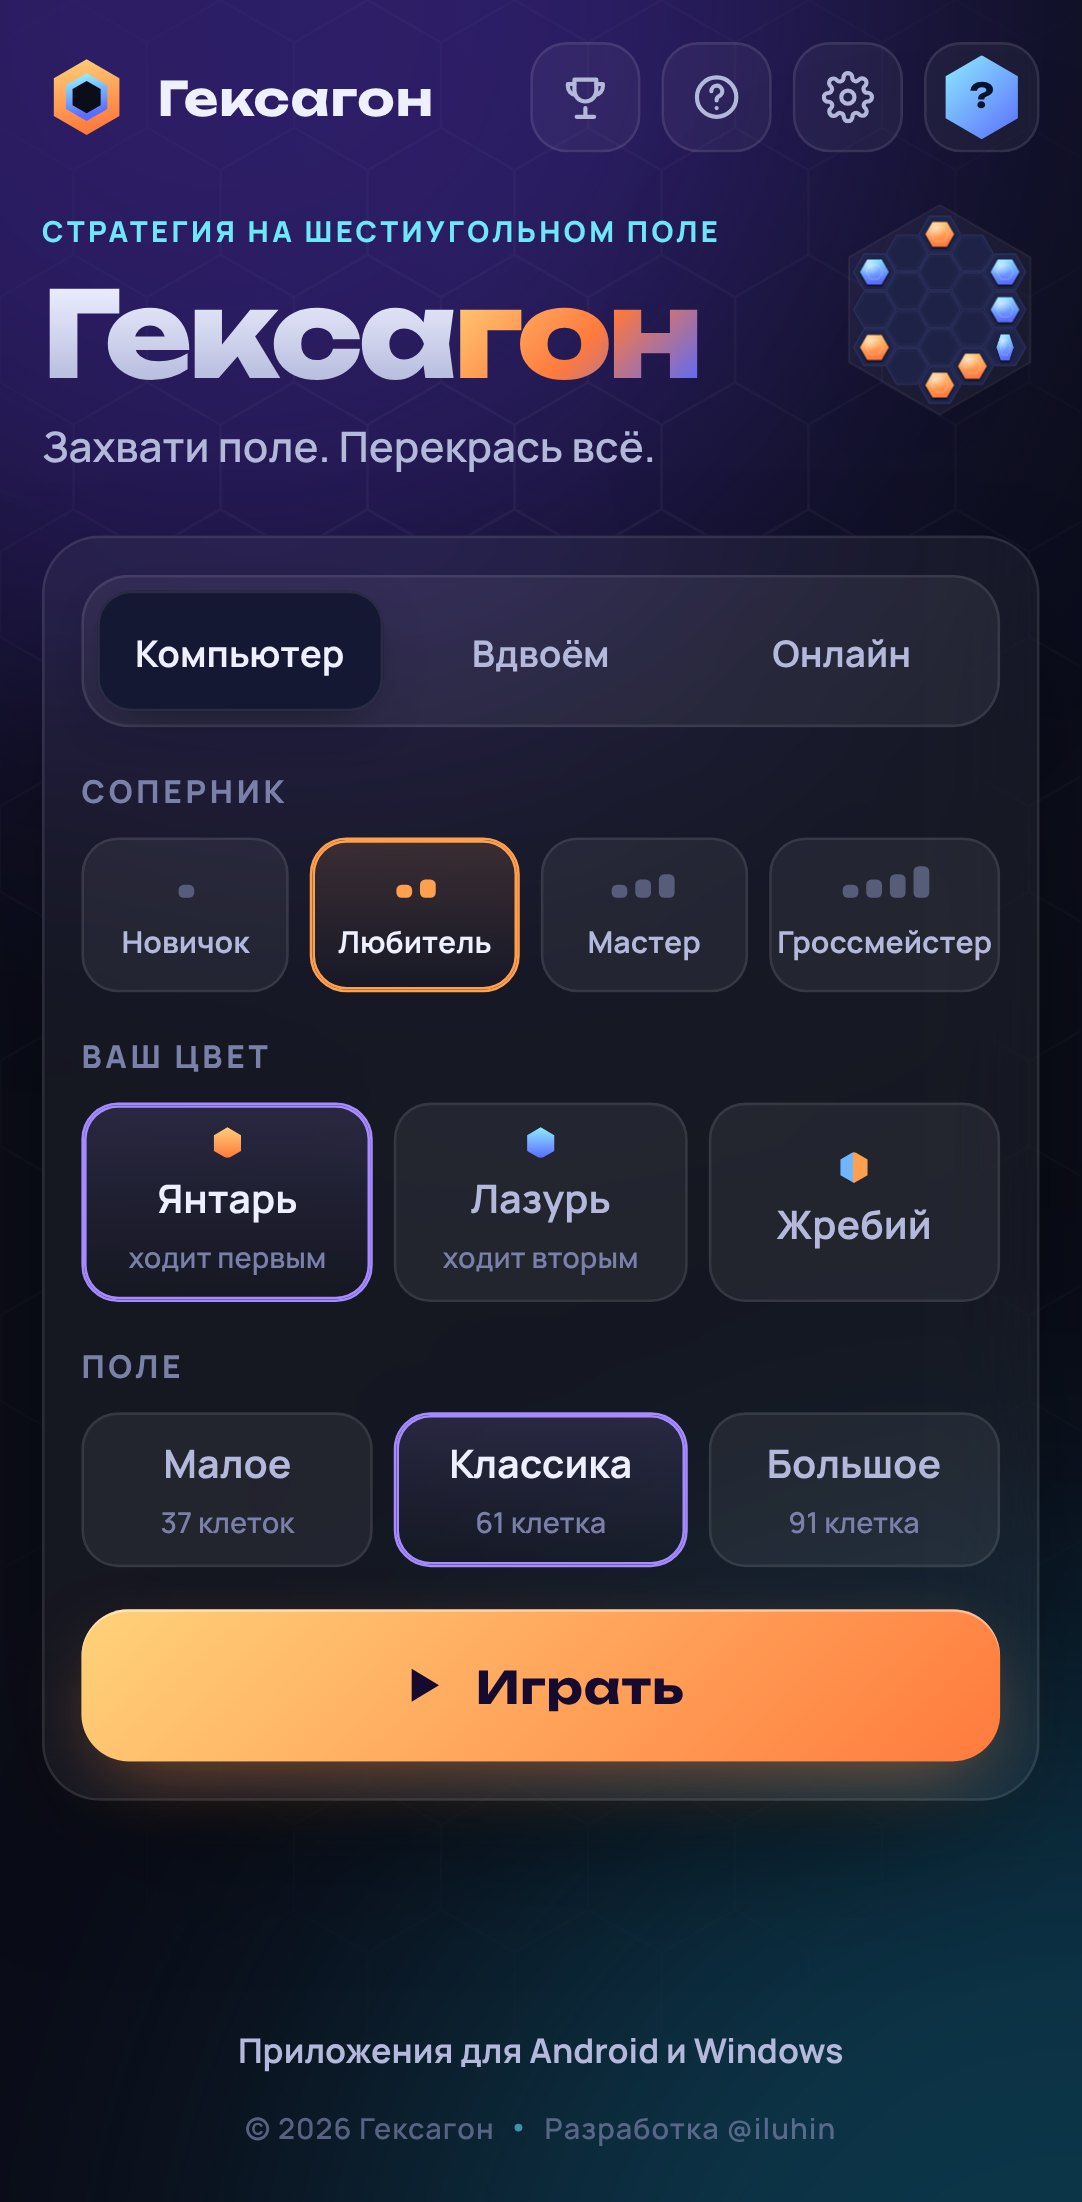 Гексагон
?
СТРАТЕГИЯ НА ШЕСТИУГОЛЬНОМ ПОЛЕ
Гексагон
Захвати поле. Перекрась всё.
Компьютер Вдвоём Онлайн
СОПЕРНИК
Новичок Любитель Мастер Гроссмейстер
ВАШ ЦВЕТ
Янтарь Лазурь Жребий
ходит первым ходит вторым
ПОЛЕ
Малое Классика Большое
37 клеток 61 клетка 91 клетка
Играть
Приложения для Android и Windows
© 2026 Гексагон • Разработка @iluhin